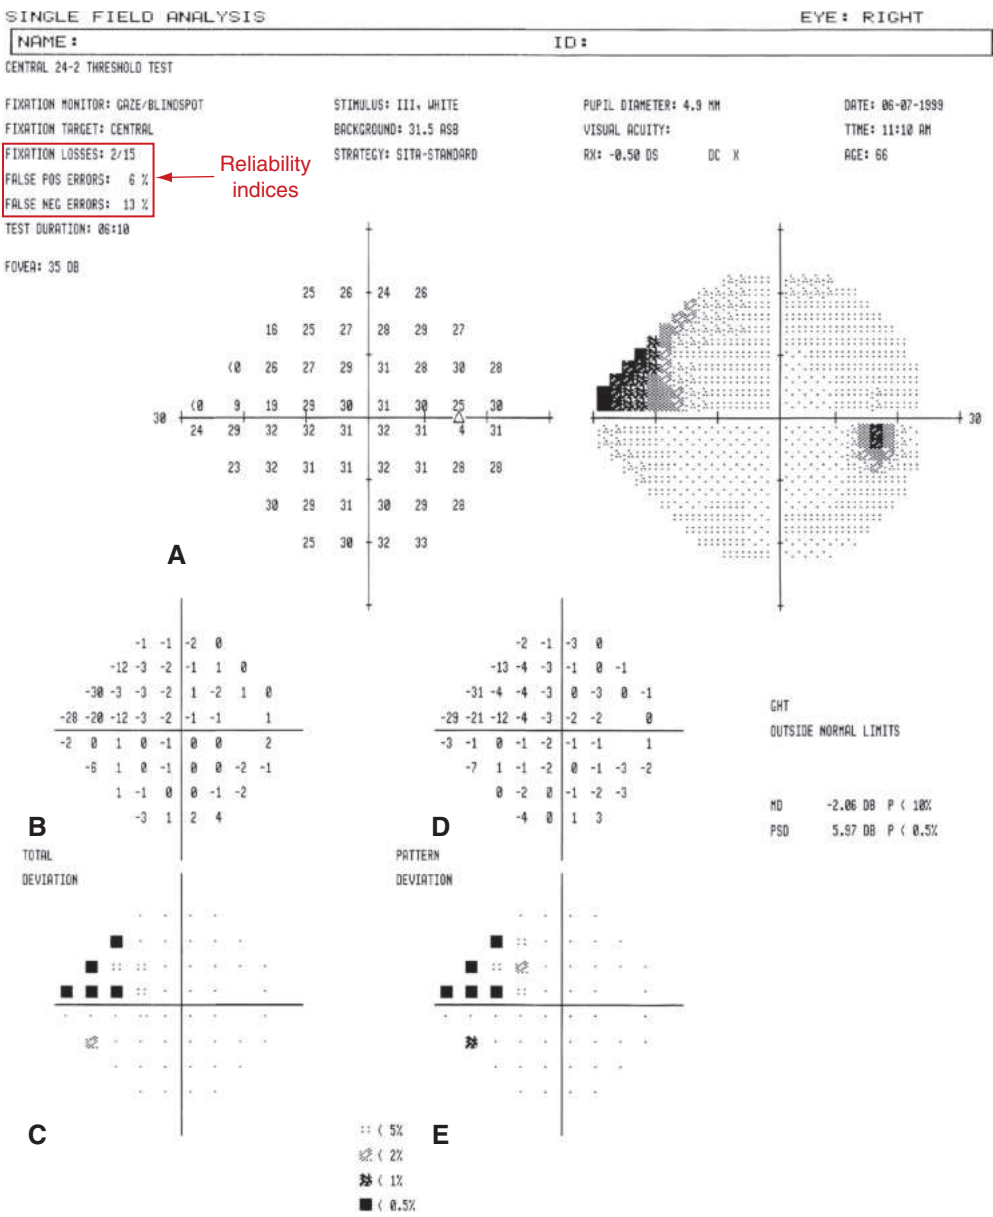 SINGLE FIELD ANALYSIS EYE: RIGHT
NAME: ID:
CENTRAL 24-2 THRESHOLD TEST
FIXATION MONITOR: GAZE/BLINDSPOT STIMULUS: III, WHITE PUPIL DIAMETER: 4.9 MM DATE: 06-07-1999
FIXATION TARGET: CENTRAL BACKGROUND: 31.5 ASB VISUAL ACUITY: TIME: 11:10 AM
FIXATION LOSSES: 2/15 STRATEGY: SITA-STANDARD RX: -0.50 DS DC X AGE: 66
FALSE POS ERRORS: 6 %
FALSE NEG ERRORS: 13 %
Reliability
indices
TEST DURATION: 06:10
FOVEA: 35 DB
25 26 24 26
16 25 27 28 29 27
(0 26 27 29 31 28 30 28
(0 9 19 29 30 31 30 25 30
30 30
24 29 32 32 31 32 31 4 31
23 32 31 31 32 31 28 28
30 29 31 30 29 28
25 30 32 33
A
-1 -1 -2 0
-12 -3 -2 -1 1 0
-30 -3 -3 -2 1 -2 1 0
-28 -20 -12 -3 -2 -1 -1 1
-2 0 1 0 -1 0 0 2
-6 1 0 -1 0 0 -2 -1
1 -1 0 0 -1 -2
-3 1 2 4
B
TOTAL
DEVIATION
-2 -1 -3 0
-13 -4 -3 -1 0 -1
-31 -4 -4 -3 0 -3 0 -1
-29 -21 -12 -4 -3 -2 -2 0
-3 -1 0 -1 -2 -1 -1 1
-7 1 -1 -2 0 -1 -3 -2
0 -2 0 -1 -2 -3
-4 0 1 3
D
PATTERN
DEVIATION
GHT
OUTSIDE NORMAL LIMITS
MD -2.06 DB P < 10%
PSD 5.97 DB P < 0.5%
C
E
< 5%
< 2%
< 1%
< 0.5%